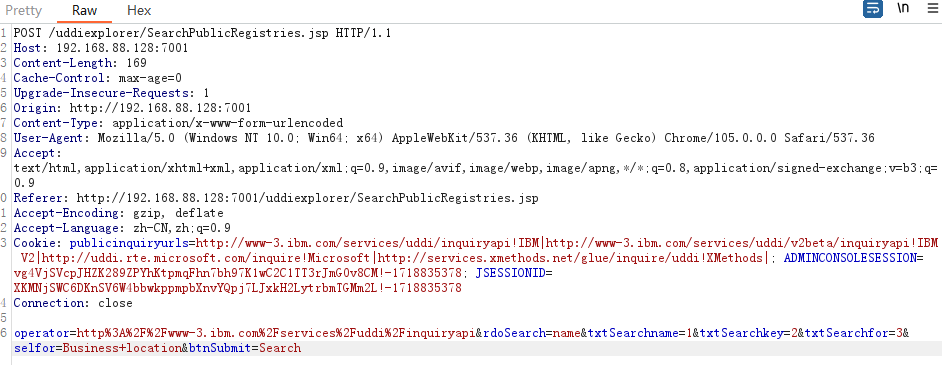 Pretty Raw Hex \n
1 POST /uddiexplorer/SearchPublicRegistries.jsp HTTP/1.1
2 Host: 192.168.88.128:7001
3 Content-Length: 169
4 Cache-Control: max-age=0
5 Upgrade-Insecure-Requests: 1
6 Origin: http://192.168.88.128:7001
7 Content-Type: application/x-www-form-urlencoded
8 User-Agent: Mozilla/5.0 (Windows NT 10.0; Win64; x64) AppleWebKit/537.36 (KHTML, like Gecko) Chrome/105.0.0.0 Safari/537.36
9 Accept:
text/html,application/xhtml+xml,application/xml;q=0.9,image/avif,image/webp,image/apng,*/*;q=0.8,application/signed-exchange;v=b3;q=
0.9
0 Referer: http://192.168.88.128:7001/uddiexplorer/SearchPublicRegistries.jsp
1 Accept-Encoding: gzip, deflate
2 Accept-Language: zh-CN,zh;q=0.9
3 Cookie: publicinquiryurls=http://www-3.ibm.com/services/uddi/inquiryapi!IBM|http://www-3.ibm.com/services/uddi/v2beta/inquiryapi!IBM
V2|http://uddi.rte.microsoft.com/inquire!Microsoft|http://services.xmethods.net/glue/inquire/uddi!XMethods|; ADMINCONSOLESESSION=
vg4VjSVcpJHZK289ZPYhKtpmqFhn7bh97K1wC2C1TT3rJmG0v8CM!-1718835378; JSESSIONID=
XKMNjSWC6DKnSV6W4bbwkppmpbXnvYQpj7LJxkH2LytrbmTGMm2L!-1718835378
4 Connection: close
5
6 operator=http%3A%2F%2Fwww-3.ibm.com%2Fservices%2Fuddi%2Finquiryapi&rdoSearch=name&txtSearchname=1&txtSearchkey=2&txtSearchfor=3&
selfor=Business+location&btnSubmit=Search